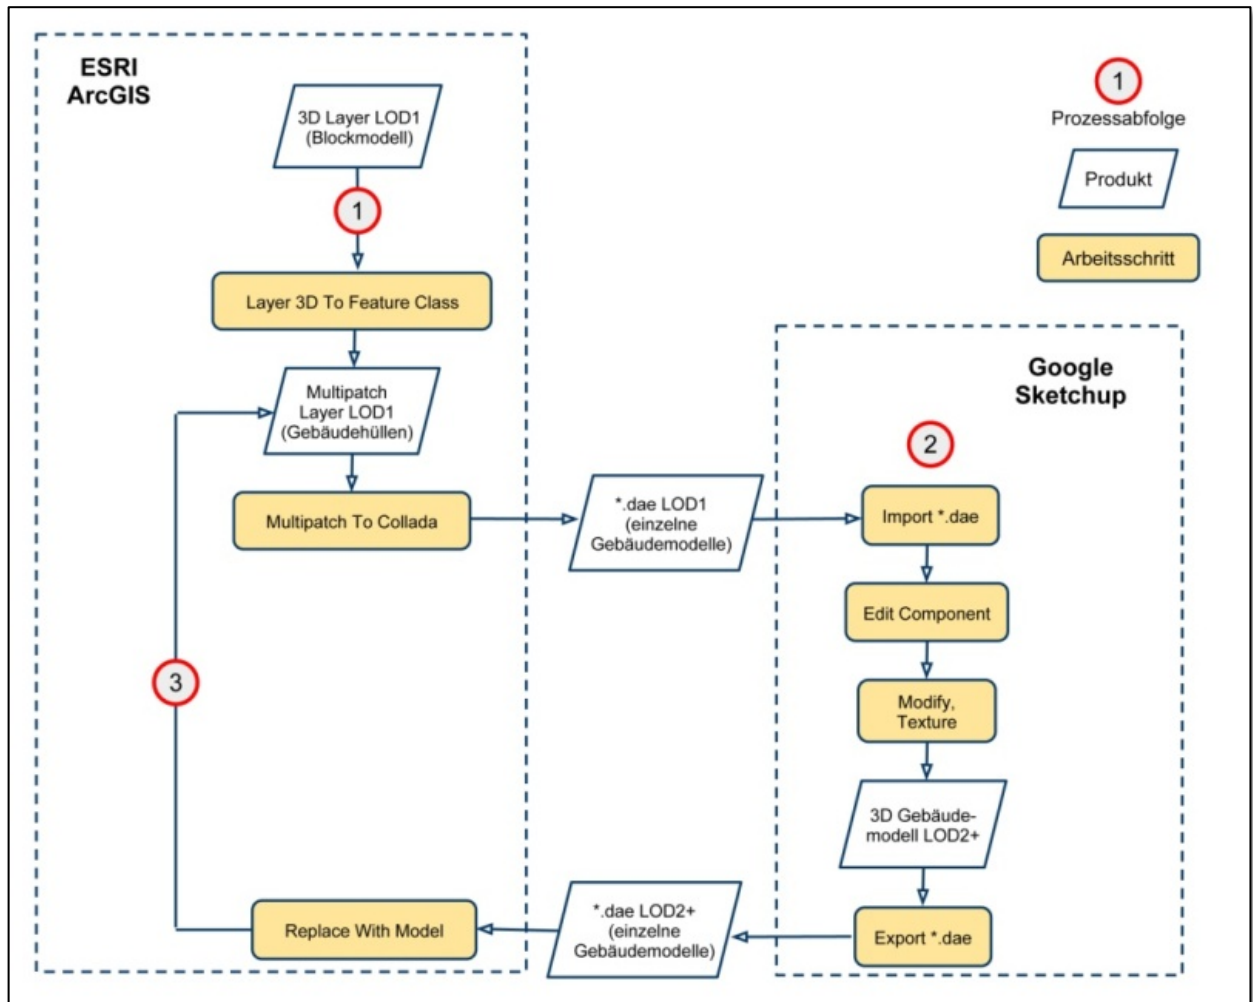 ESRI
ArcGIS
3D Layer LOD1
(Blockmodell)
1
Layer 3D To Feature Class
Multipatch
Layer LOD1
(Gebäudehüllen)
Multipatch To Collada
*.dae LOD1
(einzelne
Gebäudemodelle)
1
Prozessabfolge
Produkt
Arbeitsschritt
Google
Sketchup
2
Import *.dae
Edit Component
Modify,
Texture
3D Gebäude-
modell LOD2+
Export *.dae
*.dae LOD2+
(einzelne
Gebäudemodelle)
Replace With Model
3